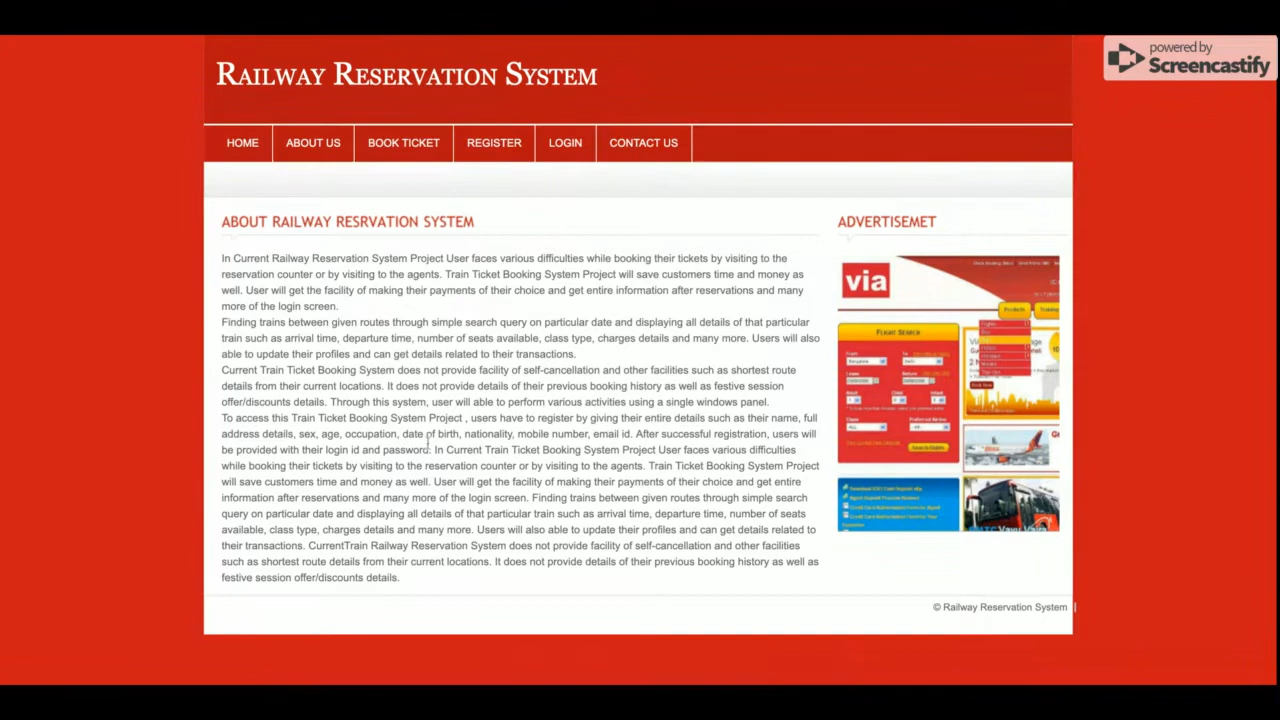 powered by
Screencastify
Railway Reservation System
HOME
ABOUT US
BOOK TICKET
REGISTER
LOGIN
CONTACT US
ABOUT RAILWAY RESRVATION SYSTEM
In Current Railway Reservation System Project User faces various difficulties while booking their tickets by visiting to the
reservation counter or by visiting to the agents. Train Ticket Booking System Project will save customers time and money as
well. User will get the facility of making their payments of their choice and get entire information after reservations and many
more of the login screen.
Finding trains between given routes through simple search query on particular date and displaying all details of that particular
train such as arrival time, departure time, number of seats available, class type, charges details and many more. Users will also
able to update their profiles and can get details related to their transactions.
Current Train Ticket Booking System does not provide facility of self-cancellation and other facilities such as shortest route
details from their current locations. It does not provide details of their previous booking history as well as festive session
offer/discounts details. Through this system, user will able to perform various activities using a single windows panel.
To access this Train Ticket Booking System Project , users have to register by giving their entire details such as their name, full
address details, sex, age, occupation, date of birth, nationality, mobile number, email id. After successful registration, users will
be provided with their login id and password. In Current Train Ticket Booking System Project User faces various difficulties
while booking their tickets by visiting to the reservation counter or by visiting to the agents. Train Ticket Booking System Project
will save customers time and money as well. User will get the facility of making their payments of their choice and get entire
information after reservations and many more of the login screen. Finding trains between given routes through simple search
query on particular date and displaying all details of that particular train such as arrival time, departure time, number of seats
available, class type, charges details and many more. Users will also able to update their profiles and can get details related to
their transactions. CurrentTrain Railway Reservation System does not provide facility of self-cancellation and other facilities
such as shortest route details from their current locations. It does not provide details of their previous booking history as well as
festive session offer/discounts details.
ADVERTISEMET
via
Products
Flight Search
© Railway Reservation System